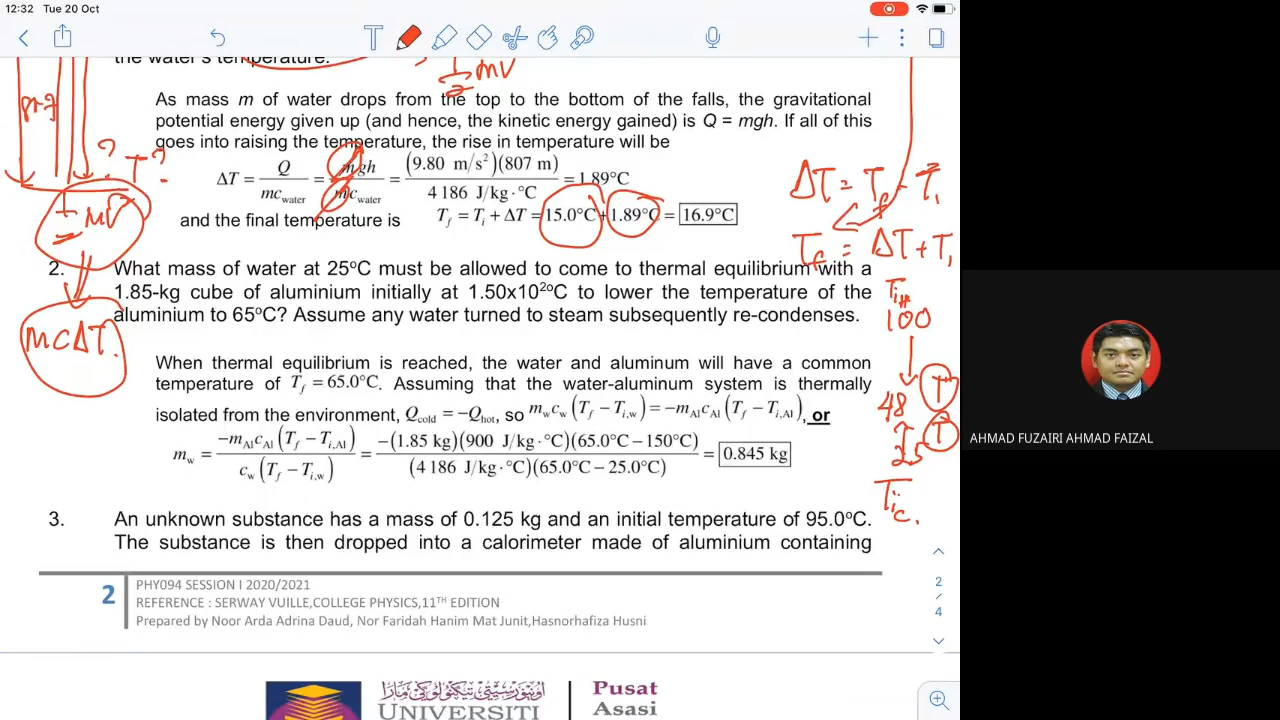 12:32 Tue 20 Oct
the water's temperature.
1/2 mv
As mass m of water drops from the top to the bottom of the falls, the gravitational
potential energy given up (and hence, the kinetic energy gained) is Q = mgh. If all of this
goes into raising the temperature, the rise in temperature will be
? T?
ΔT = Q / mc_water = mgh / mc_water = (9.80 m/s²)(807 m) / 4 186 J/kg·°C = 1.89°C
ΔT = T_f - T_i
1/2 mv
and the final temperature is T_f = T_i + ΔT = 15.0°C + 1.89°C = 16.9°C
T_f = ΔT + T_i
2. What mass of water at 25°C must be allowed to come to thermal equilibrium with a
1.85-kg cube of aluminium initially at 1.50x10²°C to lower the temperature of the
aluminium to 65°C? Assume any water turned to steam subsequently re-condenses.
T_iH
100
mcΔT.
When thermal equilibrium is reached, the water and aluminum will have a common
temperature of T_f = 65.0°C. Assuming that the water-aluminum system is thermally
isolated from the environment, Q_cold = −Q_hot, so m_w c_w (T_f − T_i,w) = −m_Al c_Al (T_f − T_i,Al), or
m_w = −m_Al c_Al (T_f − T_i,Al) / c_w (T_f − T_i,w) = −(1.85 kg)(900 J/kg·°C)(65.0°C − 150°C) / (4 186 J/kg·°C)(65.0°C − 25.0°C) = 0.845 kg
48 T
T
25
T_ic.
AHMAD FUZAIRI AHMAD FAIZAL
3. An unknown substance has a mass of 0.125 kg and an initial temperature of 95.0°C.
The substance is then dropped into a calorimeter made of aluminium containing
2
PHY094 SESSION I 2020/2021
REFERENCE : SERWAY VUILLE,COLLEGE PHYSICS,11TH EDITION
Prepared by Noor Arda Adrina Daud, Nor Faridah Hanim Mat Junit,Hasnorhafiza Husni
2
/
4
اونيۏرسيتي تيكنولوݢي مارا
UNIVERSITI
Pusat
Asasi